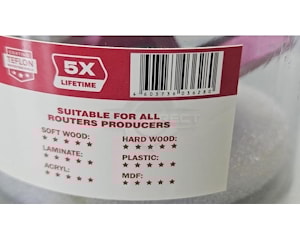 TEFLON
5X
LIFETIME
SUITABLE FOR ALL
ROUTERS PRODUCERS
SOFT WOOD:
HARD WOOD:
LAMINATE:
PLASTIC:
ACRYL:
MDF: